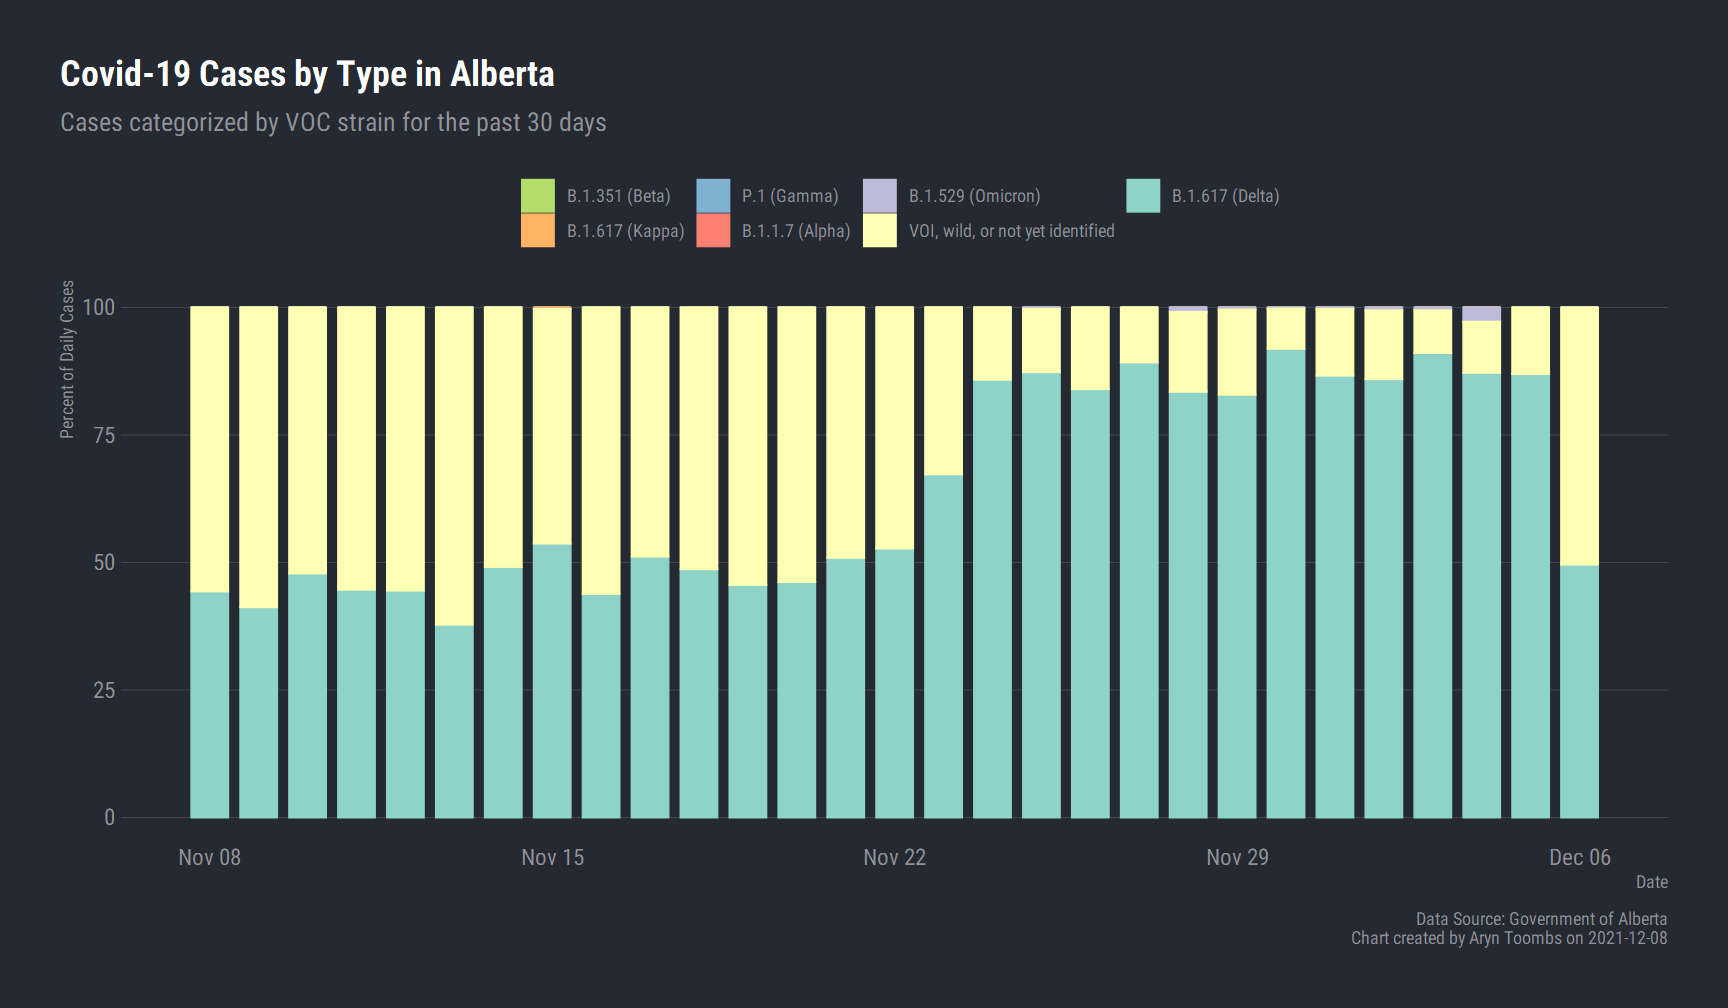 Covid-19 Cases by Type in Alberta
Cases categorized by VOC strain for the past 30 days
B.1.351 (Beta)
P.1 (Gamma)
B.1.529 (Omicron)
B.1.617 (Delta)
B.1.617 (Kappa)
B.1.1.7 (Alpha)
VOI, wild, or not yet identified
Percent of Daily Cases
100
75
50
25
0
Nov 08
Nov 15
Nov 22
Nov 29
Dec 06
Date
Data Source: Government of Alberta
Chart created by Aryn Toombs on 2021-12-08